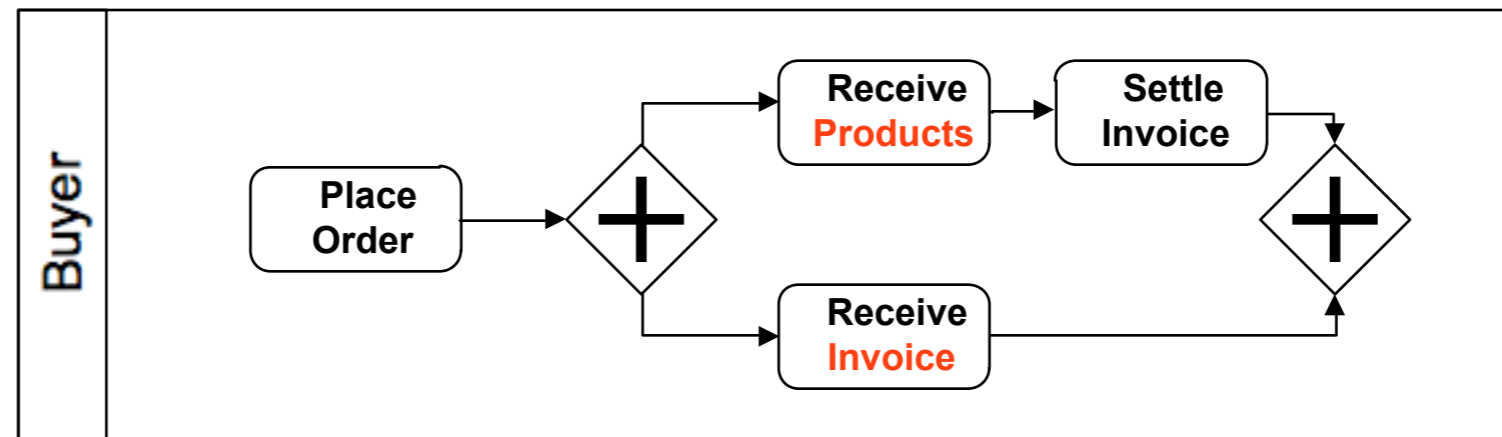 Buyer
Place
Order
Receive
Products
Settle
Invoice
Receive
Invoice